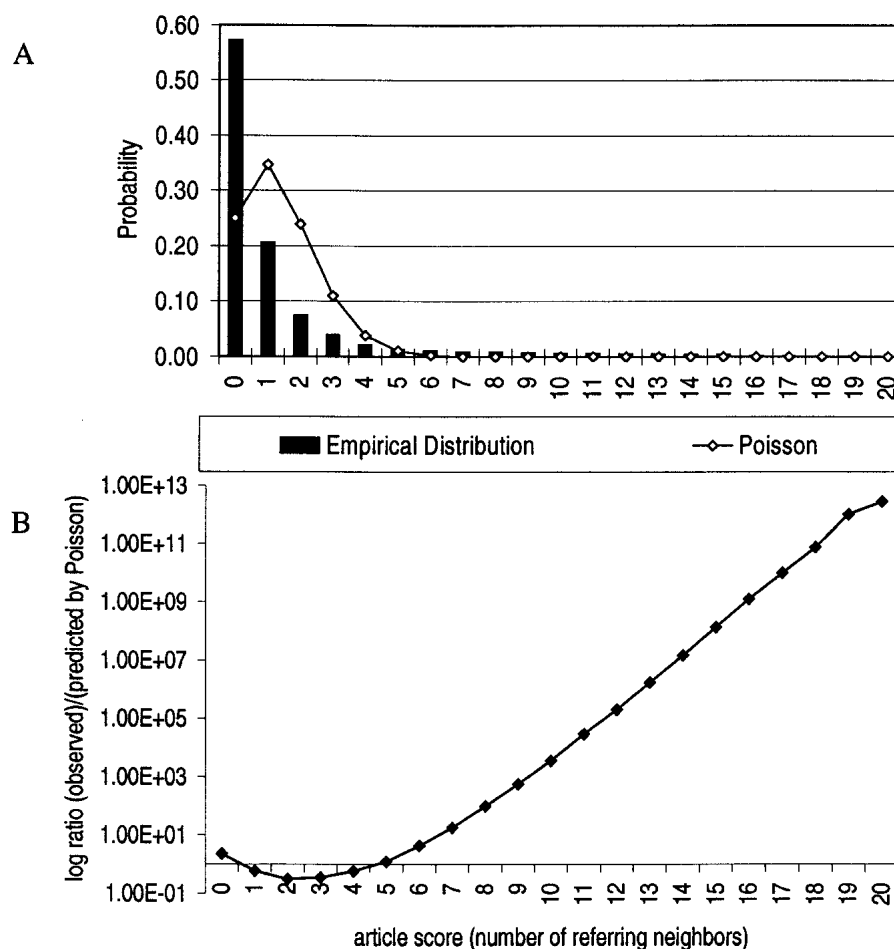 A
Probability
0.60
0.50
0.40
0.30
0.20
0.10
0.00
0 1 2 3 4 5 6 7 8 9 10 11 12 13 14 15 16 17 18 19 20
Empirical Distribution Poisson
B
log ratio (observed)/(predicted by Poisson)
1.00E+13
1.00E+11
1.00E+09
1.00E+07
1.00E+05
1.00E+03
1.00E+01
1.00E-01
0 1 2 3 4 5 6 7 8 9 10 11 12 13 14 15 16 17 18 19 20
article score (number of referring neighbors)